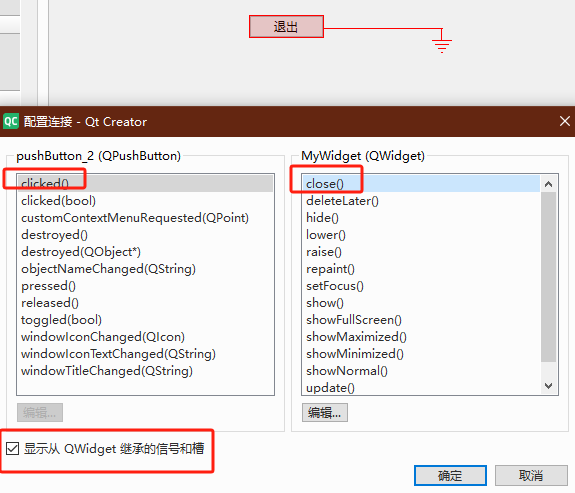 退出
QC 配置连接 - Qt Creator
pushButton_2 (QPushButton)
clicked()
clicked(bool)
customContextMenuRequested(QPoint)
destroyed()
destroyed(QObject*)
objectNameChanged(QString)
pressed()
released()
toggled(bool)
windowIconChanged(QIcon)
windowIconTextChanged(QString)
windowTitleChanged(QString)
编辑...
MyWidget (QWidget)
close()
deleteLater()
hide()
lower()
raise()
repaint()
setFocus()
show()
showFullScreen()
showMaximized()
showMinimized()
showNormal()
update()
编辑...
显示从 QWidget 继承的信号和槽
确定
取消